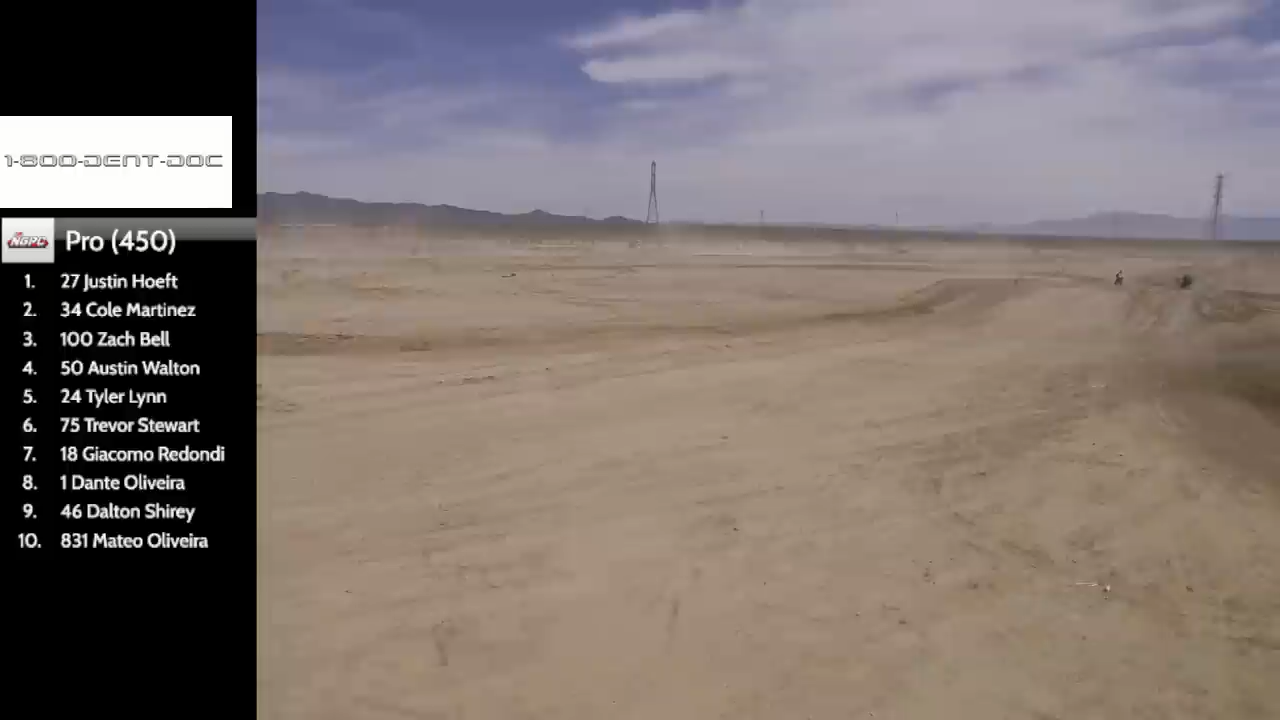 1-800-DENT-DOC
NGPC
Pro (450)
1. 27 Justin Hoeft
2. 34 Cole Martinez
3. 100 Zach Bell
4. 50 Austin Walton
5. 24 Tyler Lynn
6. 75 Trevor Stewart
7. 18 Giacomo Redondi
8. 1 Dante Oliveira
9. 46 Dalton Shirey
10. 831 Mateo Oliveira